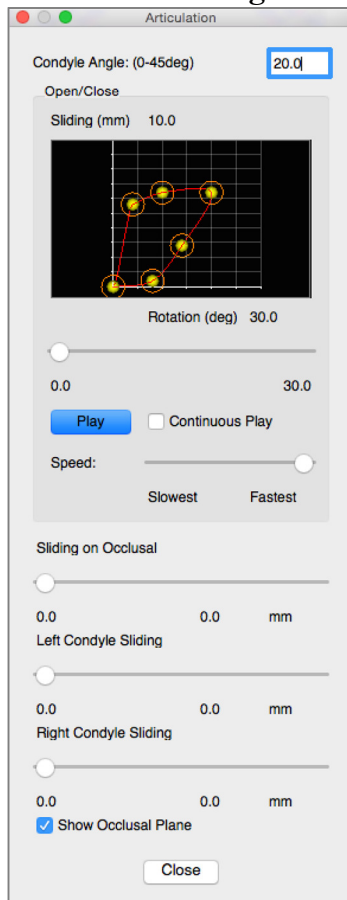 Articulation
Condyle Angle: (0-45deg) 20.0
Open/Close
Sliding (mm) 10.0
Rotation (deg) 30.0
0.0 30.0
Play Continuous Play
Speed:
Slowest Fastest
Sliding on Occlusal
0.0 0.0 mm
Left Condyle Sliding
0.0 0.0 mm
Right Condyle Sliding
0.0 0.0 mm
Show Occlusal Plane
Close